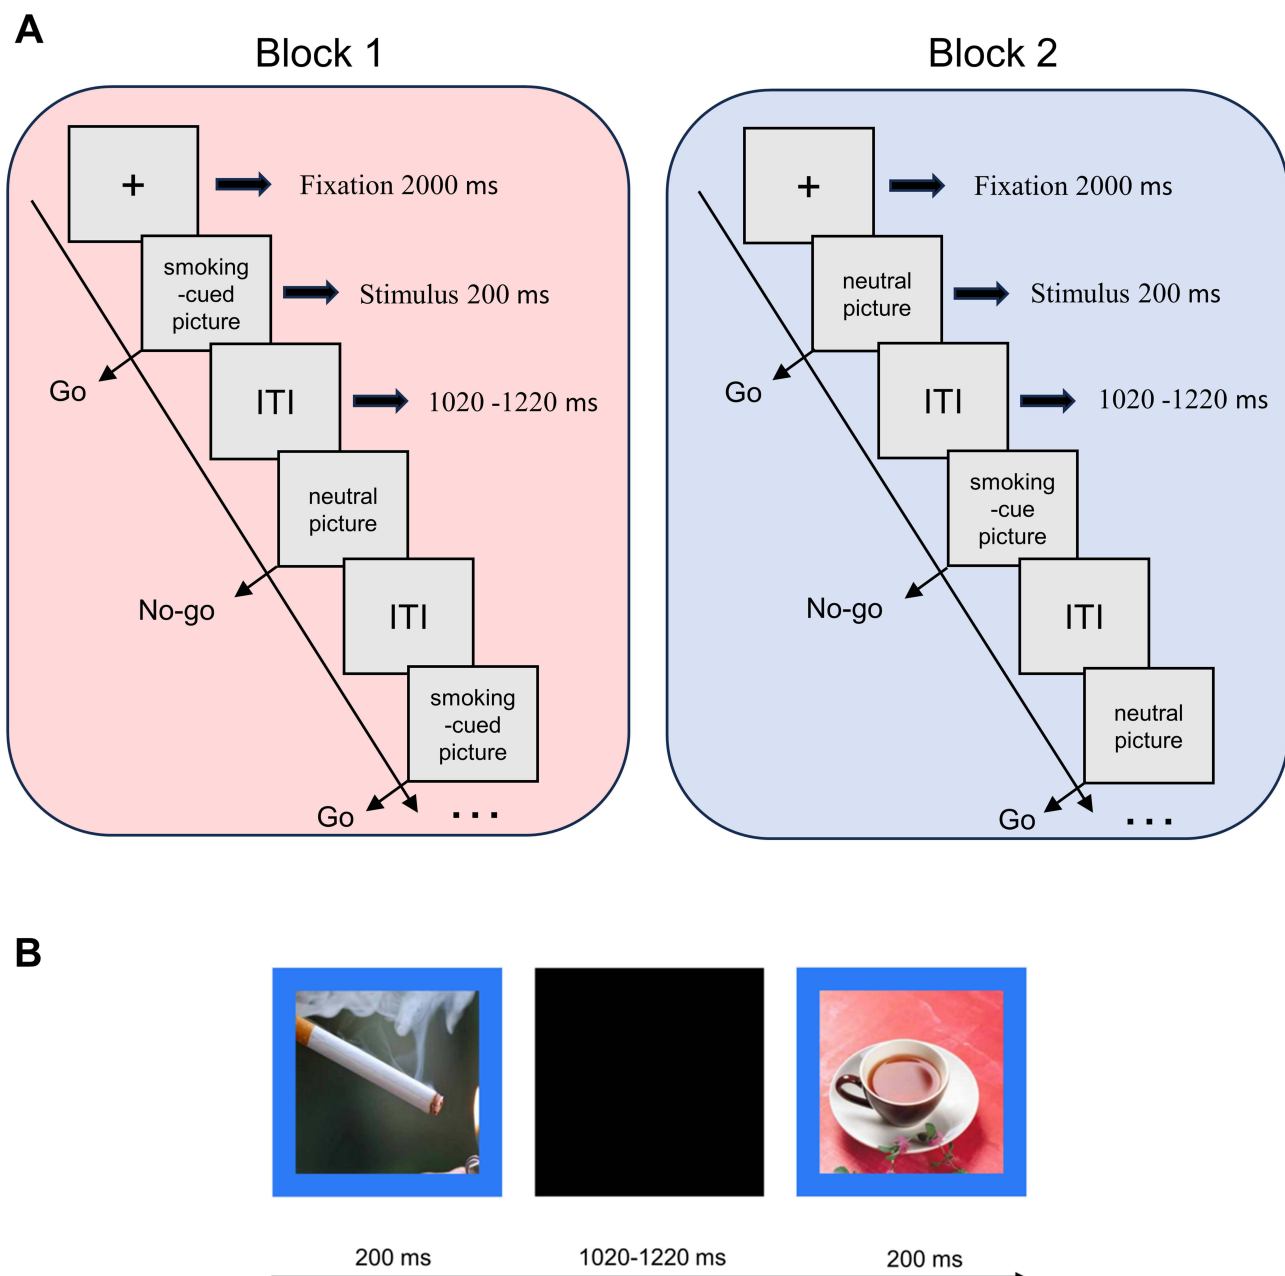 A
Block 1
+
Fixation 2000 ms
smoking
-cued
picture
Stimulus 200 ms
Go
ITI
1020 -1220 ms
neutral
picture
No-go
ITI
smoking
-cued
picture
Go
...
Block 2
+
Fixation 2000 ms
neutral
picture
Stimulus 200 ms
Go
ITI
1020 -1220 ms
smoking
-cue
picture
No-go
ITI
neutral
picture
Go
...
B
200 ms
1020-1220 ms
200 ms